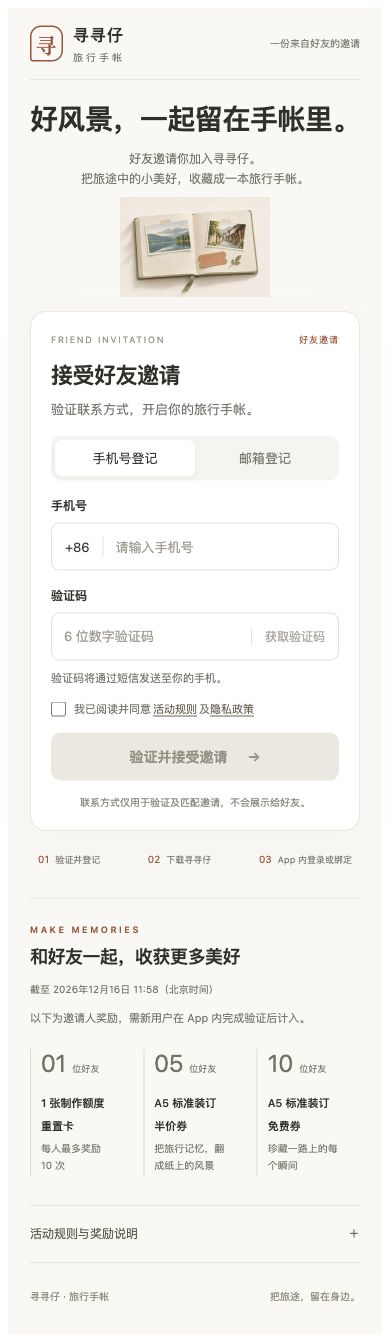 寻
寻寻仔
旅行手帐
一份来自好友的邀请
好风景，一起留在手帐里。
好友邀请你加入寻寻仔。
把旅途中的小美好，收藏成一本旅行手帐。
FRIEND INVITATION
好友邀请
接受好友邀请
验证联系方式，开启你的旅行手帐。
手机号登记
邮箱登记
手机号
+86
请输入手机号
验证码
6 位数字验证码
获取验证码
验证码将通过短信发送至你的手机。
我已阅读并同意 活动规则 及隐私政策
验证并接受邀请 →
联系方式仅用于验证及匹配邀请，不会展示给好友。
01 验证并登记
02 下载寻寻仔
03 App 内登录或绑定
MAKE MEMORIES
和好友一起，收获更多美好
截至 2026年12月16日 11:58（北京时间）
以下为邀请人奖励，需新用户在 App 内完成验证后计入。
01 位好友
1 张制作额度
重置卡
每人最多奖励
10 次
05 位好友
A5 标准装订
半价券
把旅行记忆，翻
成纸上的风景
10 位好友
A5 标准装订
免费券
珍藏一路上的每
个瞬间
活动规则与奖励说明
+
寻寻仔 · 旅行手帐
把旅途，留在身边。